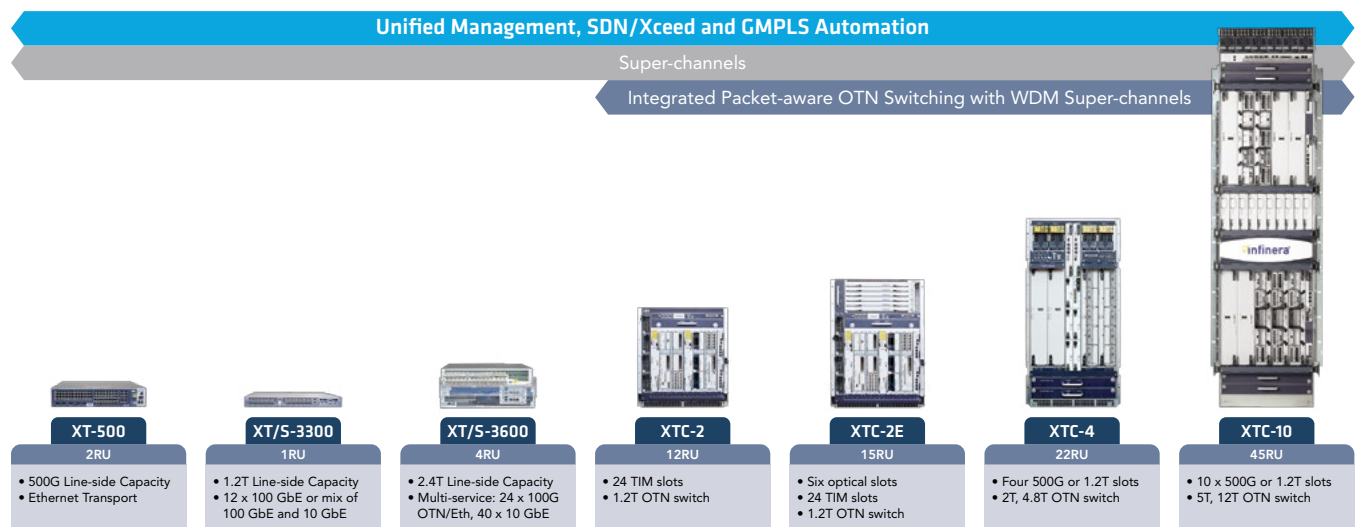 Unified Management, SDN/Xceed and GMPLS Automation
Super-channels
Integrated Packet-aware OTN Switching with WDM Super-channels
infinera
XT-500
2RU
• 500G Line-side Capacity
• Ethernet Transport
XT/S-3300
1RU
• 1.2T Line-side Capacity
• 12 x 100 GbE or mix of
100 GbE and 10 GbE
XT/S-3600
4RU
• 2.4T Line-side Capacity
• Multi-service: 24 x 100G
OTN/Eth, 40 x 10 GbE
XTC-2
12RU
• 24 TIM slots
• 1.2T OTN switch
XTC-2E
15RU
• Six optical slots
• 24 TIM slots
• 1.2T OTN switch
XTC-4
22RU
• Four 500G or 1.2T slots
• 2T, 4.8T OTN switch
XTC-10
45RU
• 10 x 500G or 1.2T slots
• 5T, 12T OTN switch